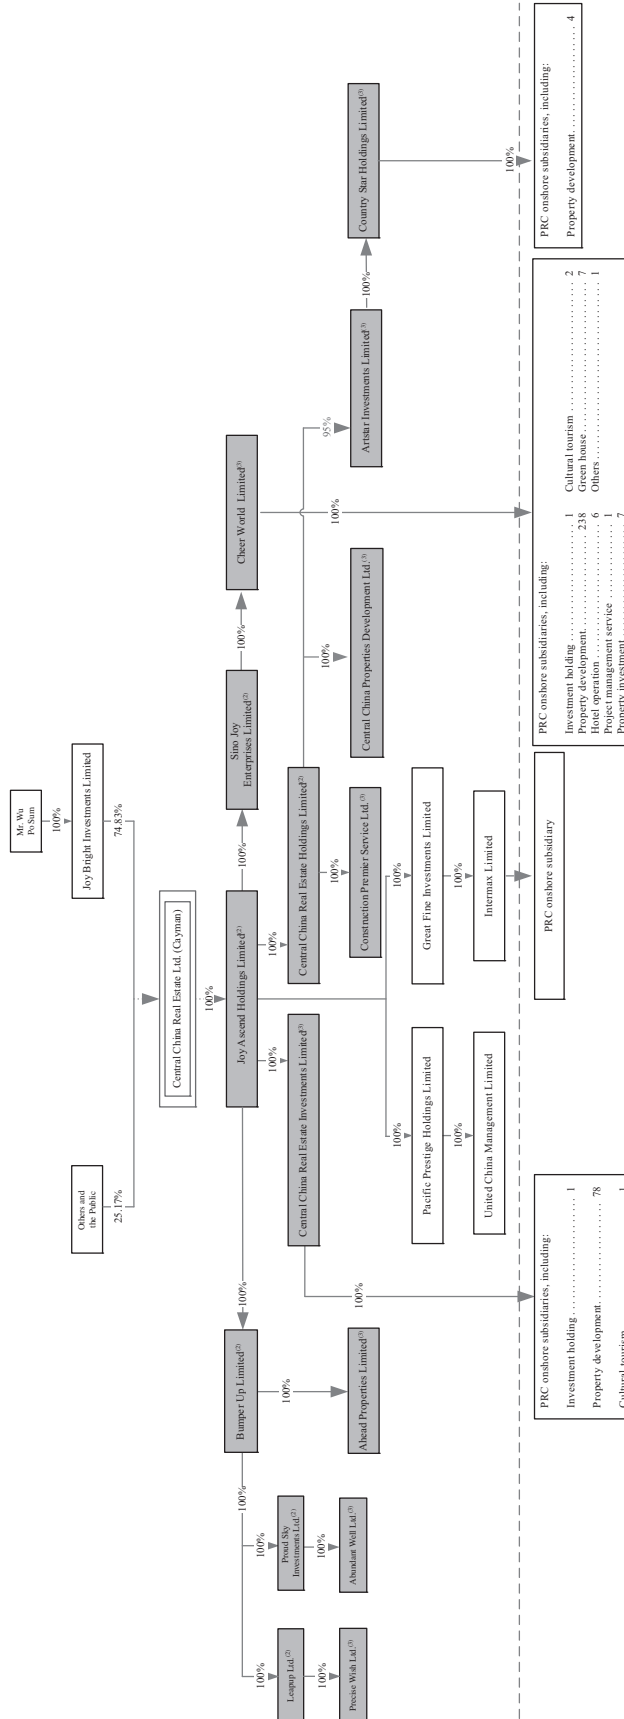 Mr. Wu
Po Sum
100%
Others and
the Public
Joy Bright Investments Limited
25.17%
74.83%
Central China Real Estate Ltd. (Cayman)
100%
Bumper Up Limited(2)
100%
Joy Ascend Holdings Limited(2)
100%
Sino Joy
Enterprises Limited(2)
100%
Cheer World Limited(3)
100%
100%
100%
100%
100%
Leapup Ltd.(2)
Proud Sky
Investments Ltd.(2)
100%
Central China Real Estate Investments Limited(3)
Central China Real Estate Holdings Limited(2)
100%
100%
100%
100%
95%
Precise Wish Ltd.(3)
Abundant Well Ltd.(3)
Ahead Properties Limited(3)
Construction Premier Service Ltd.(3)
Central China Properties Development Ltd.(3)
Artstar Investments Limited(3)
100%
Country Star Holdings Limited(3)
100%
100%
100%
100%
Pacific Prestige Holdings Limited
Great Fine Investments Limited
100%
100%
United China Management Limited
Intermax Limited
100%
PRC onshore subsidiaries, including:
Investment holding 1
Property development 78
Cultural tourism 1
PRC onshore subsidiary
PRC onshore subsidiaries, including:
Investment holding 1
Property development 238
Hotel operation 6
Project management service 1
Property investment 7
Cultural tourism 2
Green house 7
Others 1
PRC onshore subsidiaries, including:
Property development 4